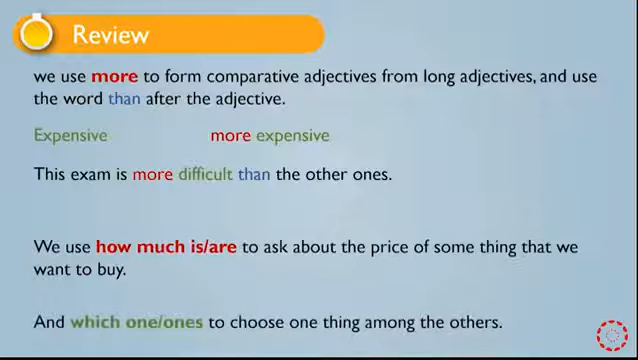 Review
we use more to form comparative adjectives from long adjectives, and use
the word than after the adjective.
Expensive more expensive
This exam is more difficult than the other ones.
We use how much is/are to ask about the price of some thing that we
want to buy.
And which one/ones to choose one thing among the others.